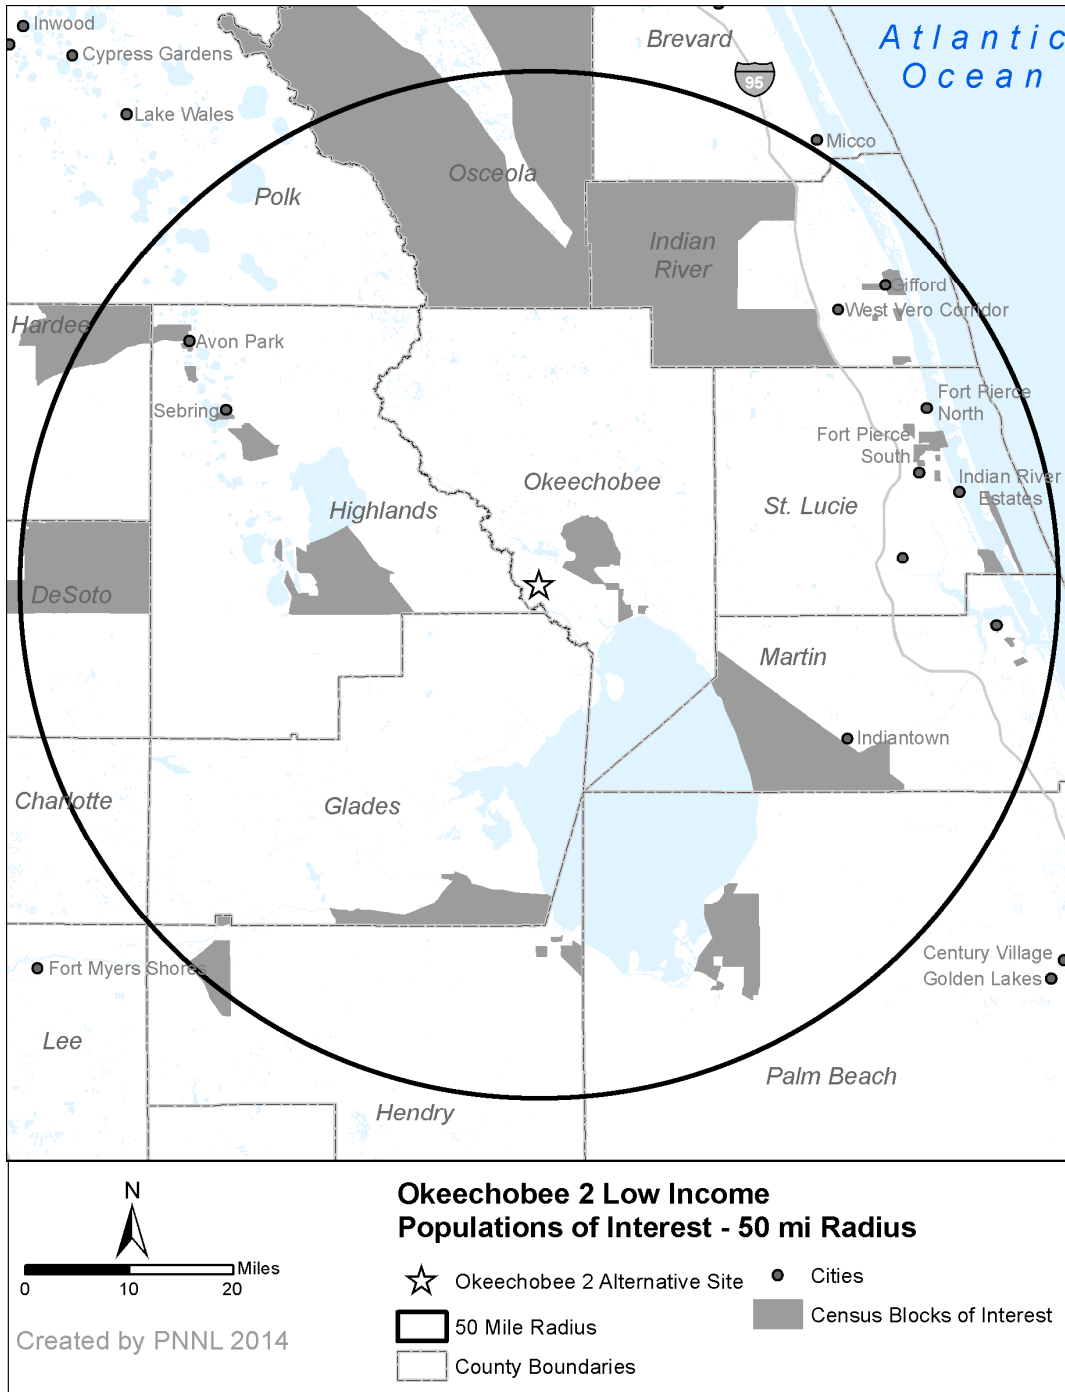 Inwood
Cypress Gardens
Lake Wales
Brevard
Atlantic
Ocean
95
Micco
Osceola
Polk
Indian
River
Gifford
West Vero Corridor
Hardee
Avon Park
Sebring
Fort Pierce
North
Fort Pierce
South
Okeechobee
Indian River
Estates
Highlands
St. Lucie
DeSoto
Martin
Indiantown
Charlotte
Glades
Century Village
Fort Myers Shores
Golden Lakes
Lee
Palm Beach
Hendry
N
Miles
0 10 20
Created by PNNL 2014
Okeechobee 2 Low Income
Populations of Interest - 50 mi Radius
Okeechobee 2 Alternative Site
Cities
50 Mile Radius
Census Blocks of Interest
County Boundaries